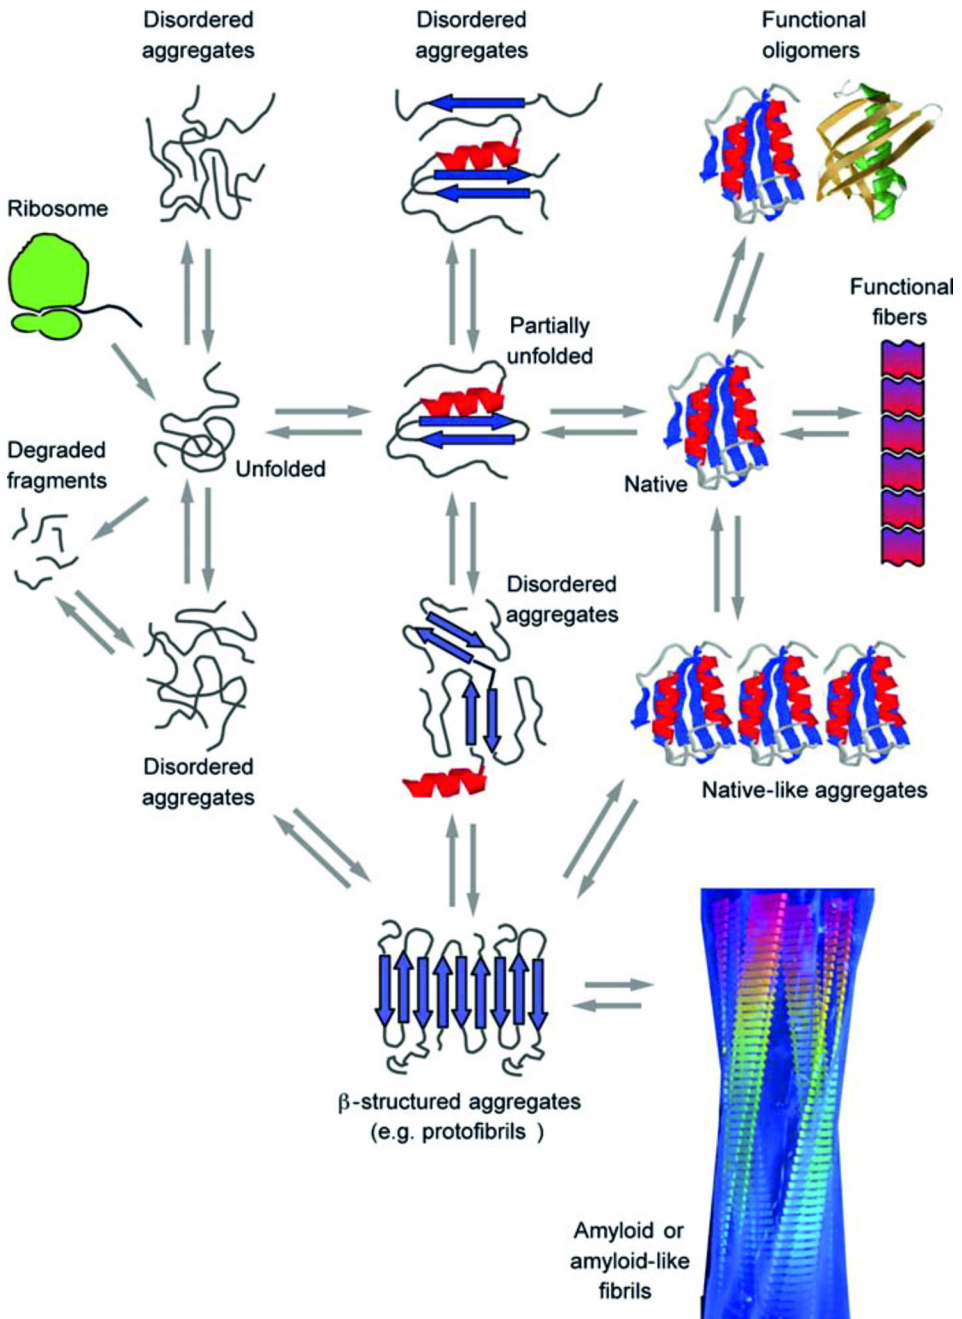 Disordered
aggregates
Disordered
aggregates
Functional
oligomers
Ribosome
Functional
fibers
Partially
unfolded
Degraded
fragments
Unfolded
Native
Disordered
aggregates
Disordered
aggregates
Native-like aggregates
β-structured aggregates
(e.g. protofibrils )
Amyloid or
amyloid-like
fibrils